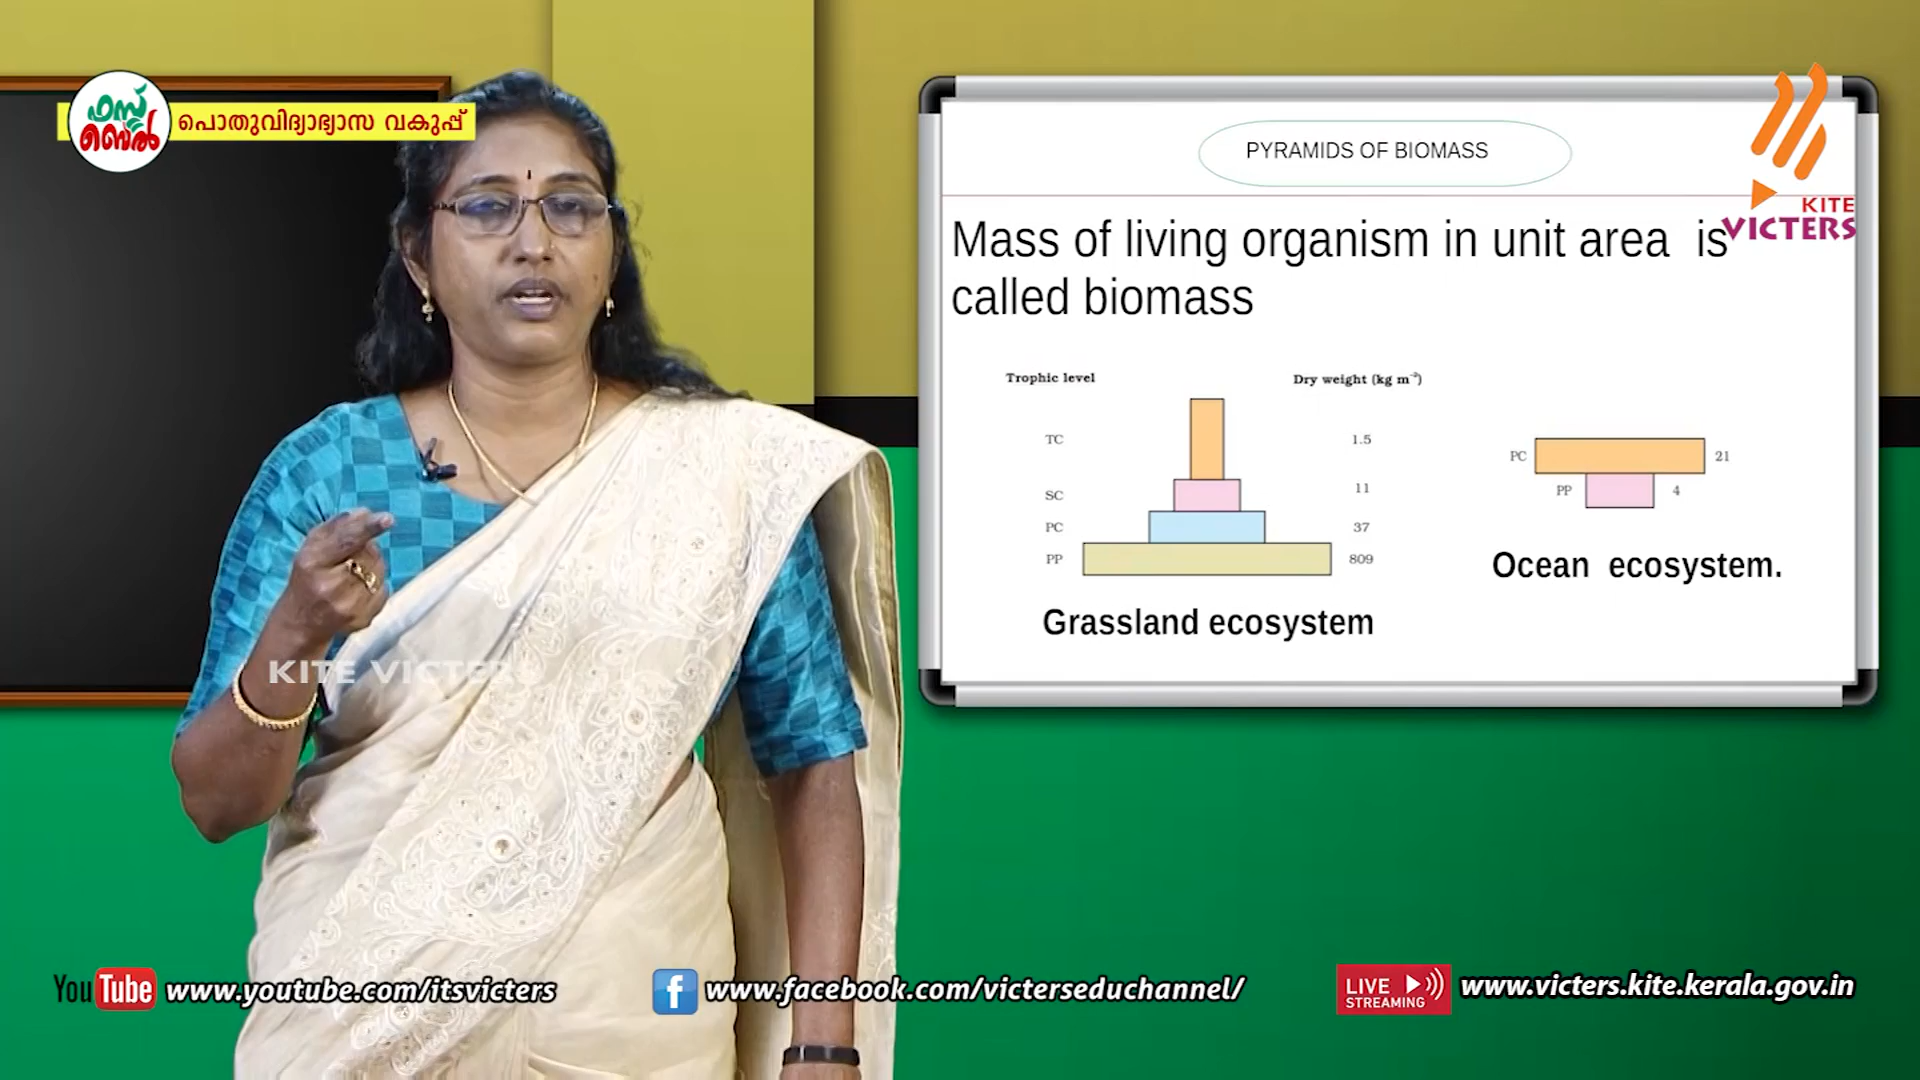 ഫസ്റ്റ്
ബെൽ
പൊതുവിദ്യാഭ്യാസ വകുപ്പ്
PYRAMIDS OF BIOMASS
KITE
VICTERS
Mass of living organism in unit area is
called biomass
Trophic level
Dry weight (kg m⁻²)
TC
1.5
SC
11
PC
37
PP
809
Grassland ecosystem
PC
21
PP
4
Ocean ecosystem.
KITE VICTERS
YouTube www.youtube.com/itsvicters
f www.facebook.com/victerseduchannel/
LIVE
STREAMING
www.victers.kite.kerala.gov.in